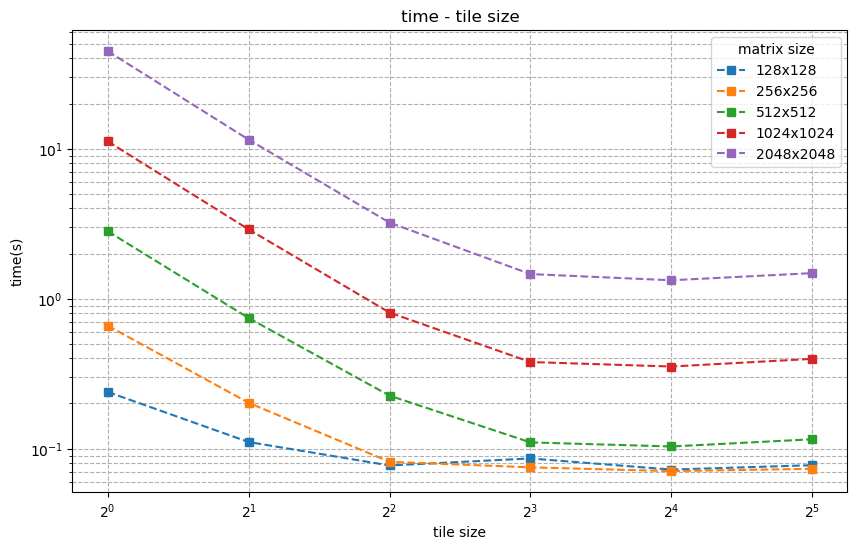 time - tile size
matrix size
128x128
256x256
512x512
1024x1024
2048x2048
time(s)
10¹
10⁰
10⁻¹
2⁰ 2¹ 2² 2³ 2⁴ 2⁵
tile size